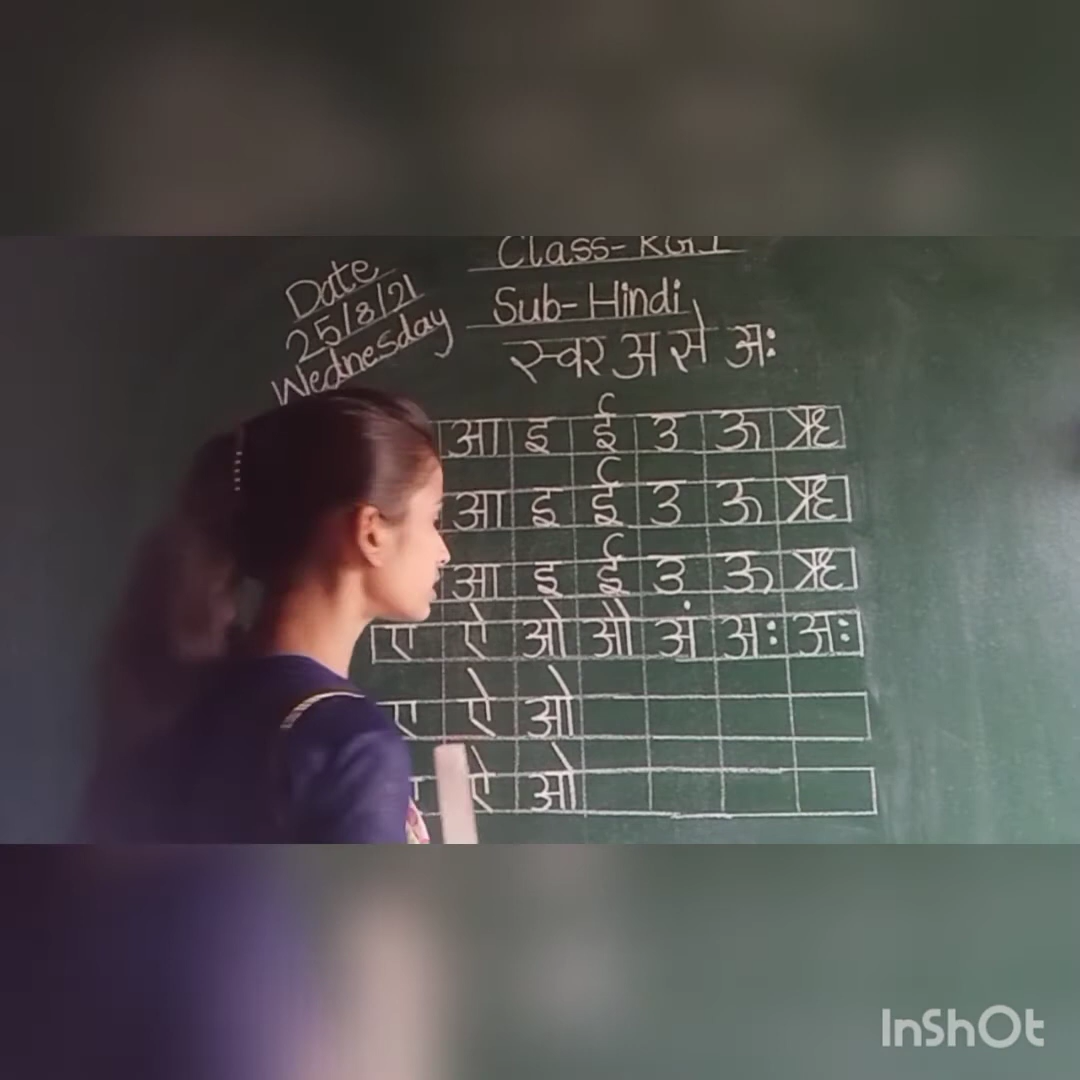 Class- KG.I
Date
25/8/21
Wednesday
Sub- Hindi
स्वर अ से अः
आ इ ई उ ऊ ऋ
आ इ ई उ ऊ ऋ
आ इ ई उ ऊ ऋ
ए ऐ ओ औ अं अः अः
ए ऐ ओ
ऐ ओ
InShOt